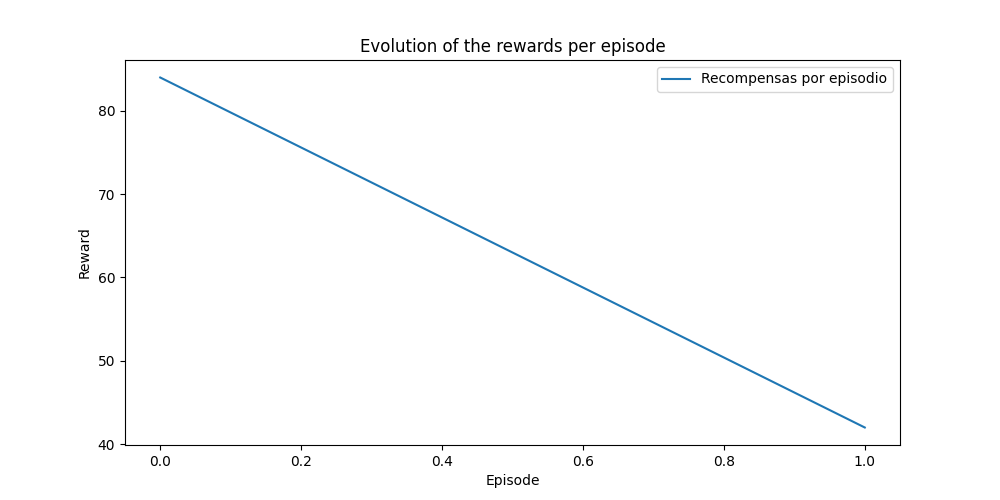 Evolution of the rewards per episode
Recompensas por episodio
80
70
60
50
40
Reward
0.0 0.2 0.4 0.6 0.8 1.0
Episode